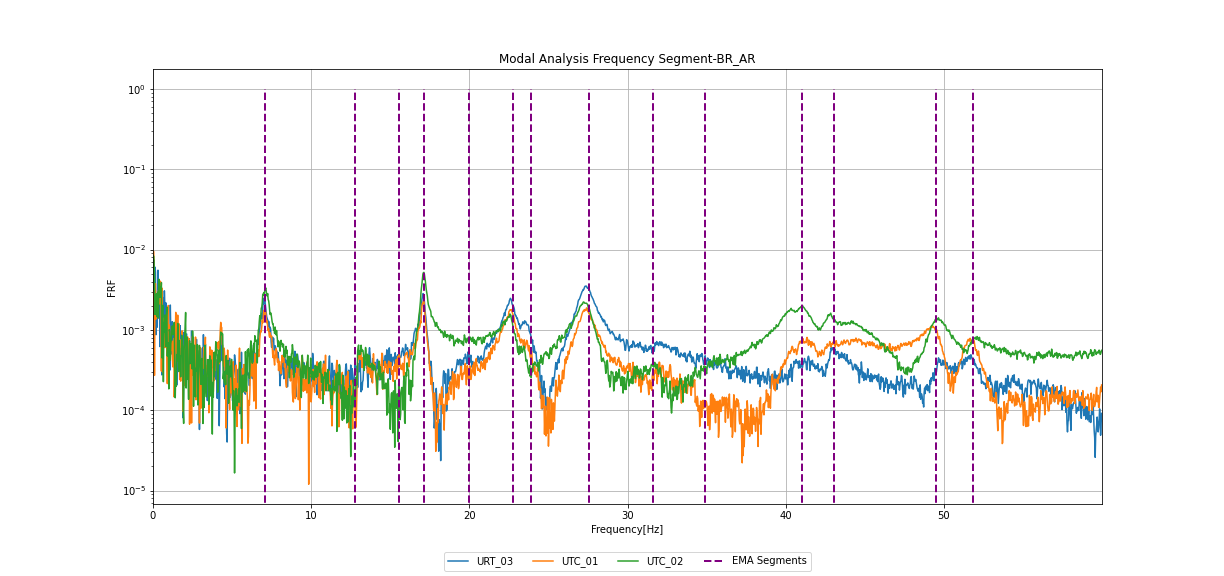 Modal Analysis Frequency Segment-BR_AR
10⁰
10⁻¹
10⁻²
10⁻³
10⁻⁴
10⁻⁵
FRF
0 10 20 30 40 50
Frequency[Hz]
URT_03 UTC_01 UTC_02 EMA Segments